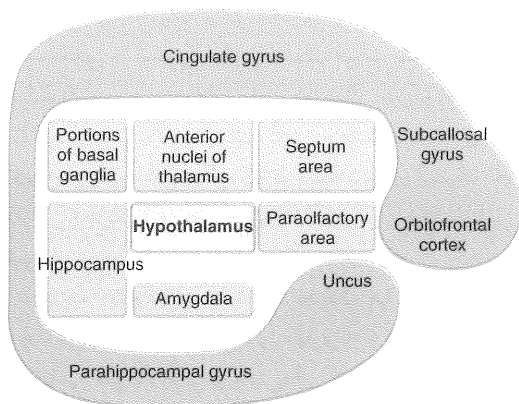 Cingulate gyrus
Portions
of basal
ganglia
Anterior
nuclei of
thalamus
Septum
area
Subcallosal
gyrus
Hypothalamus
Paraolfactory
area
Orbitofrontal
cortex
Hippocampus
Amygdala
Uncus
Parahippocampal gyrus